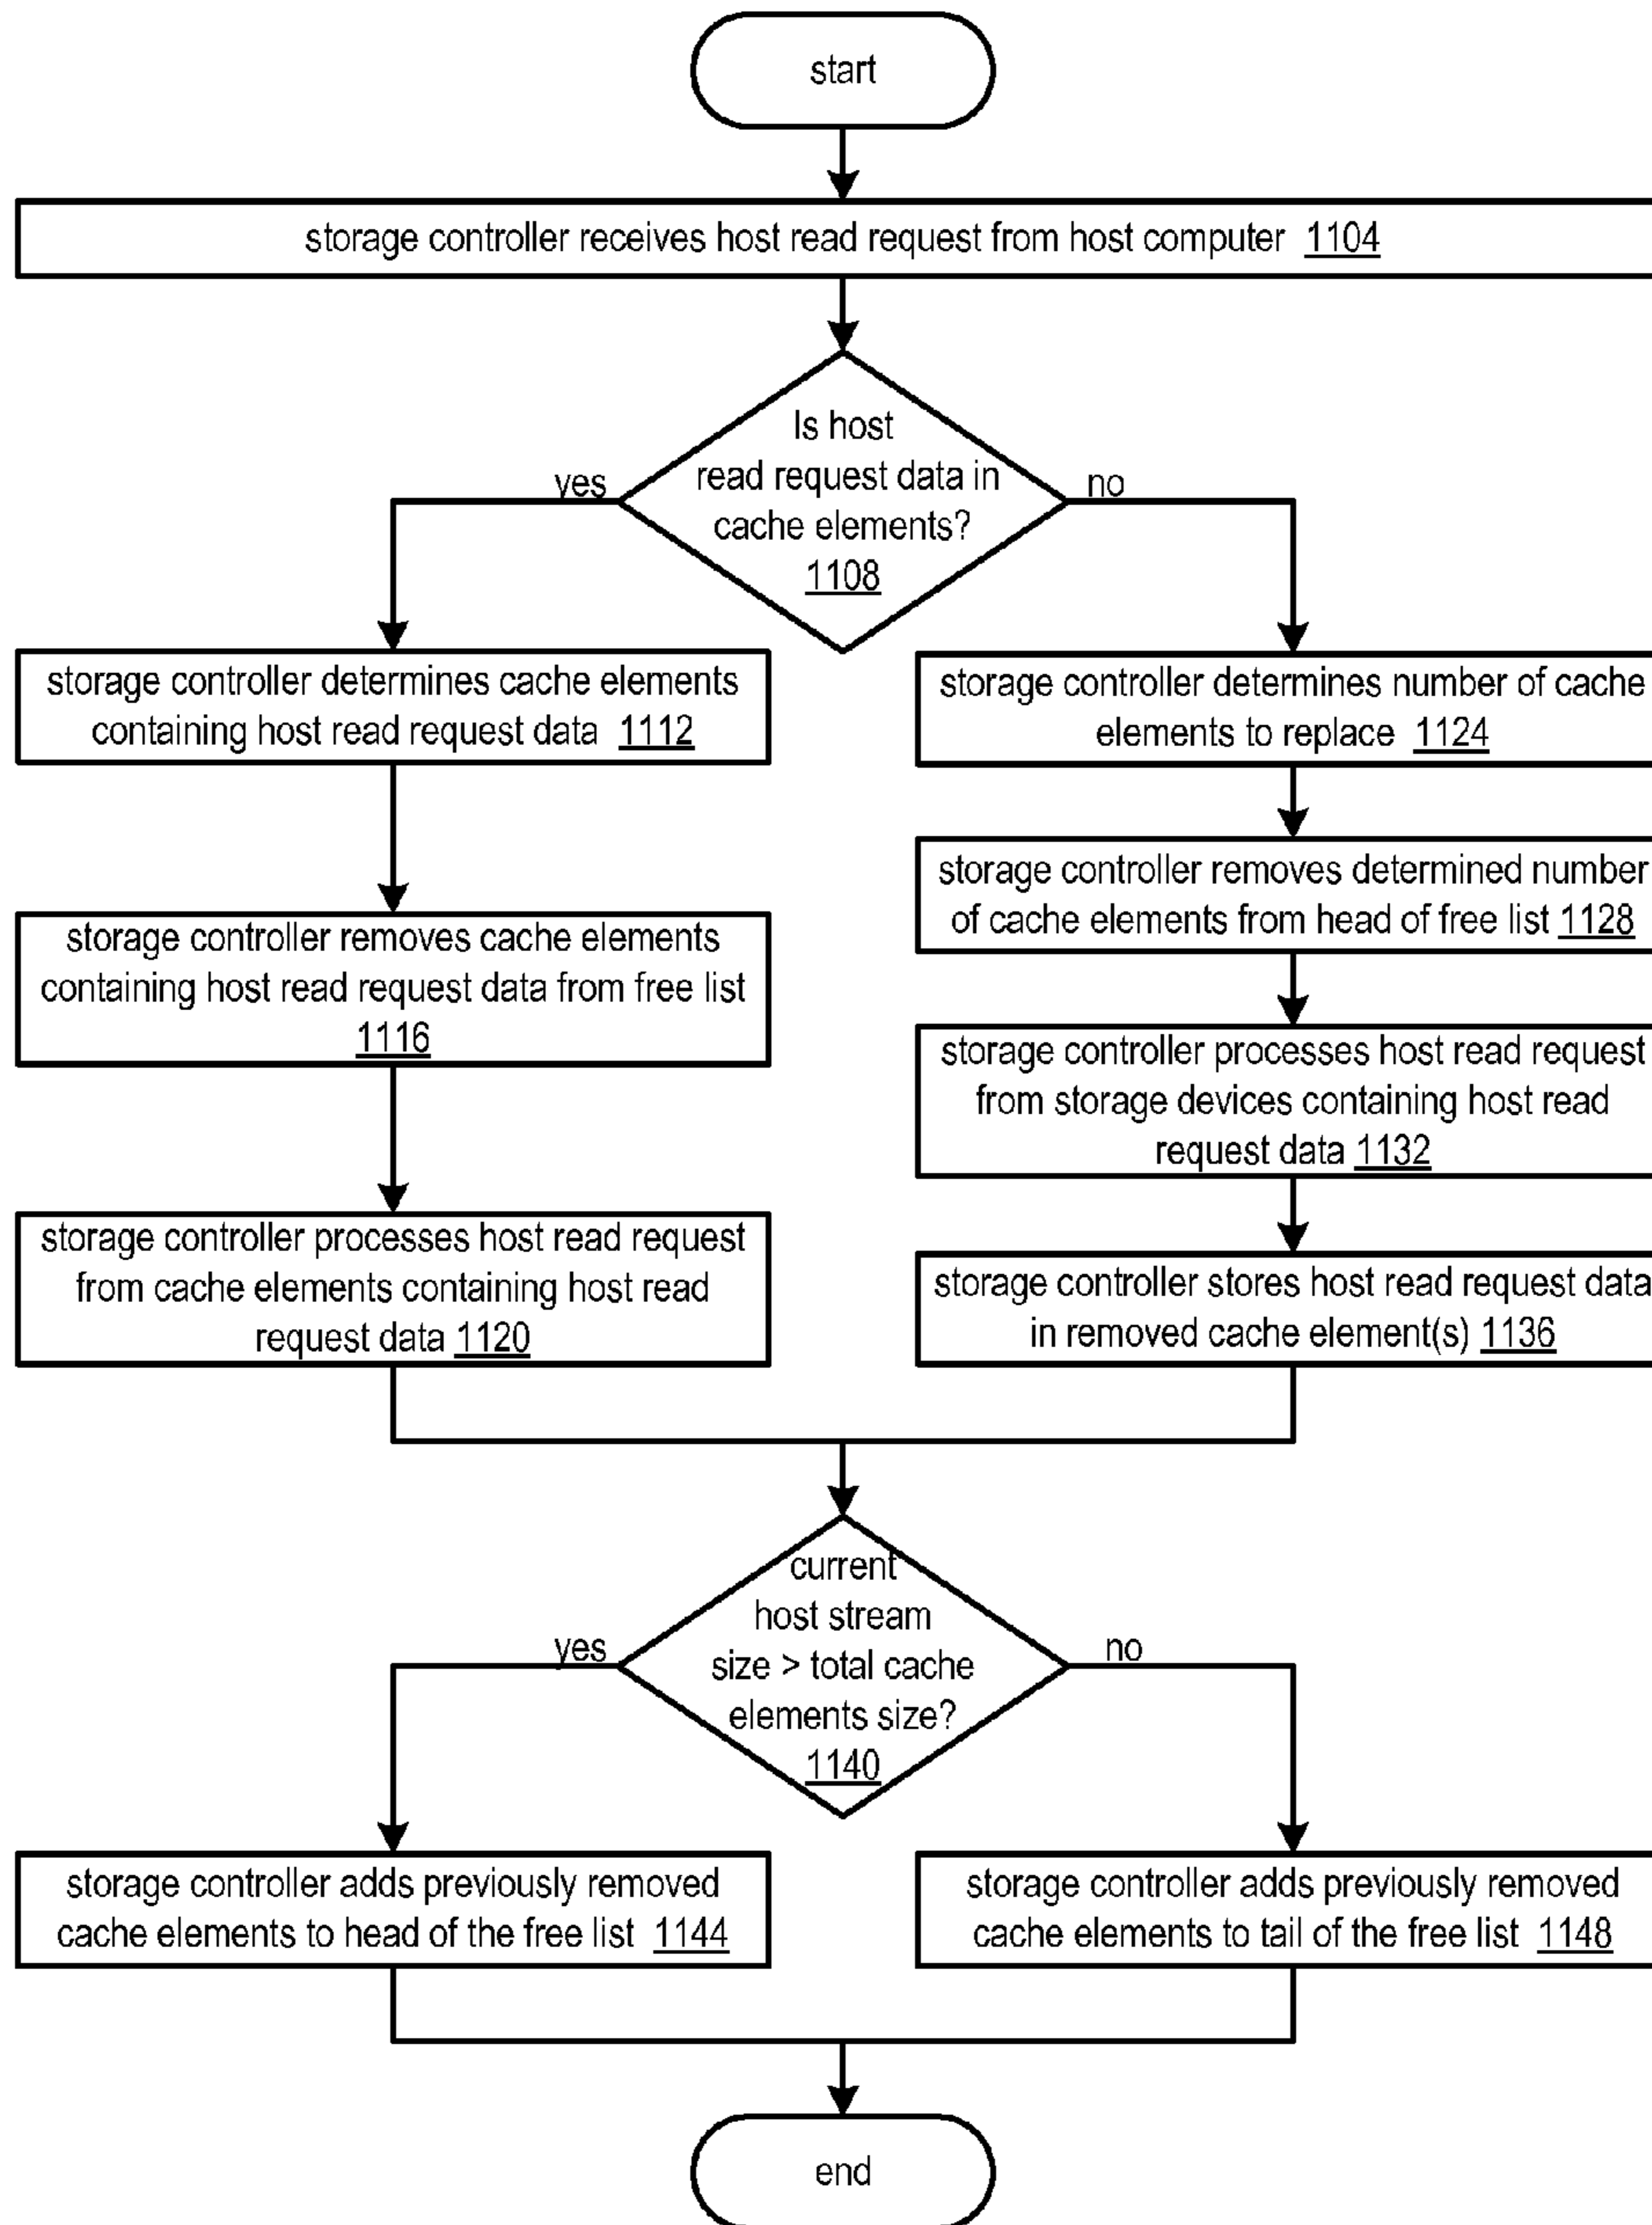 start
storage controller receives host read request from host computer 1104
Is host
read request data in
cache elements?
1108
yes
no
storage controller determines cache elements
containing host read request data 1112
storage controller removes cache elements
containing host read request data from free list
1116
storage controller processes host read request
from cache elements containing host read
request data 1120
storage controller determines number of cache
elements to replace 1124
storage controller removes determined number
of cache elements from head of free list 1128
storage controller processes host read request
from storage devices containing host read
request data 1132
storage controller stores host read request data
in removed cache element(s) 1136
current
host stream
size > total cache
elements size?
1140
yes
no
storage controller adds previously removed
cache elements to head of the free list 1144
storage controller adds previously removed
cache elements to tail of the free list 1148
end